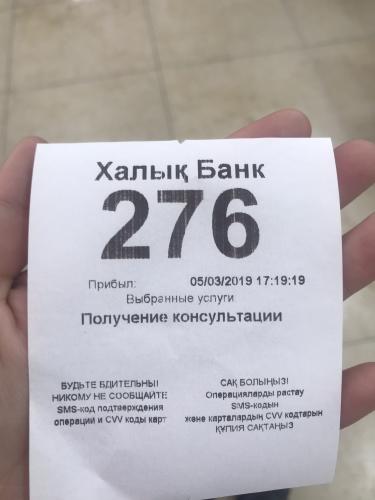 Халық Банк
276
Прибыл: 05/03/2019 17:19:19
Выбранные услуги
Получение консультации
БУДЬТЕ БДИТЕЛЬНЫ!
НИКОМУ НЕ СООБЩАЙТЕ
SMS-код подтверждения
операций и CVV коды карт
САҚ БОЛЫҢЫЗ!
Операцияларды растау
SMS-кодын
және карталардың CVV кодтарын
ҚҰПИЯ САҚТАҢЫЗ